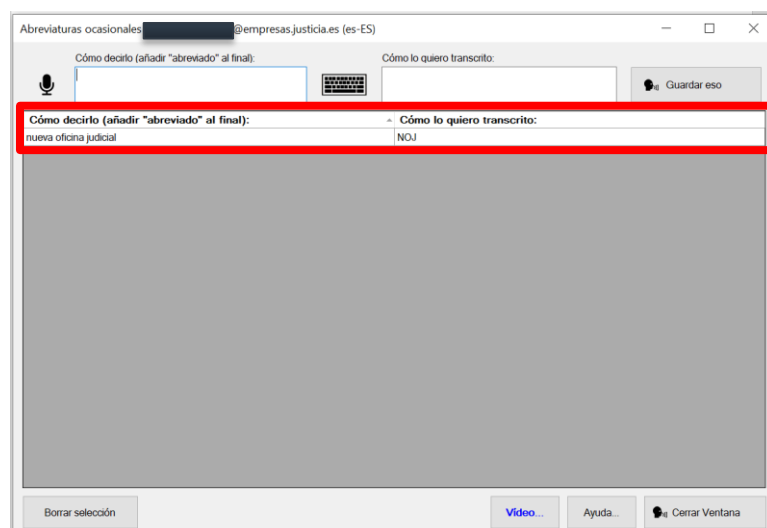 Abreviaturas ocasionales @empresas.justicia.es (es-ES)
Cómo decirlo (añadir "abreviado" al final): Cómo lo quiero transcrito:
Guardar eso
Cómo decirlo (añadir "abreviado" al final): Cómo lo quiero transcrito:
nueva oficina judicial NOJ
Borrar selección Vídeo... Ayuda... Cerrar Ventana